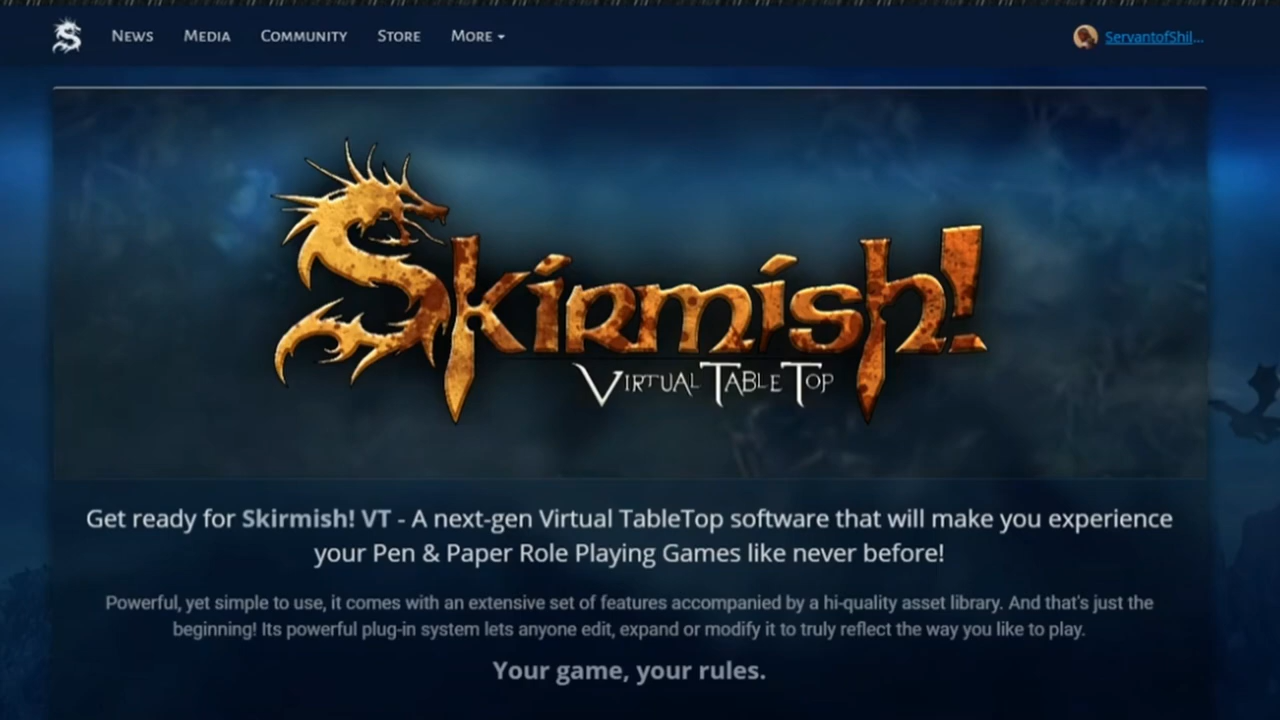 News Media Community Store More ServantofShil...
Skirmish!
Virtual TableTop
Get ready for Skirmish! VT - A next-gen Virtual TableTop software that will make you experience
your Pen & Paper Role Playing Games like never before!
Powerful, yet simple to use, it comes with an extensive set of features accompanied by a hi-quality asset library. And that's just the
beginning! Its powerful plug-in system lets anyone edit, expand or modify it to truly reflect the way you like to play.
Your game, your rules.